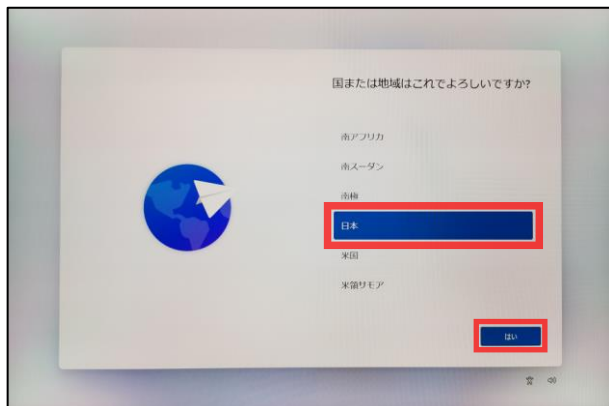 国または地域はこれでよろしいですか?
南アフリカ
南スーダン
南極
日本
米国
米領サモア
はい